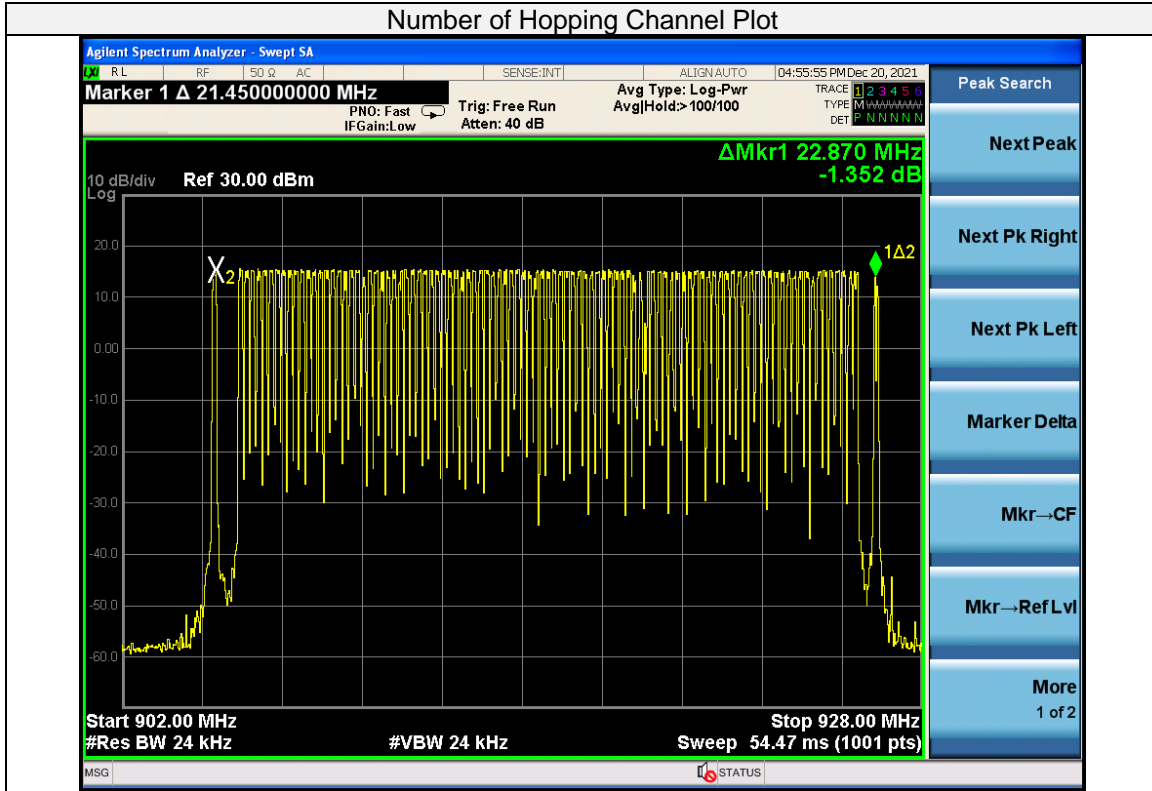 Number of Hopping Channel Plot
Agilent Spectrum Analyzer - Swept SA
LXI RL RF 50 Ω AC SENSE:INT ALIGN AUTO 04:55:55 PM Dec 20, 2021
Marker 1 Δ 21.450000000 MHz
PNO: Fast
IFGain:Low
Trig: Free Run
Atten: 40 dB
Avg Type: Log-Pwr
Avg|Hold:>100/100
TRACE 1 2 3 4 5 6
TYPE M
DET P N N N N N
ΔMkr1 22.870 MHz
-1.352 dB
10 dB/div Ref 30.00 dBm
Log
20.0
10.0
0.00
-10.0
-20.0
-30.0
-40.0
-50.0
-60.0
2
1Δ2
Start 902.00 MHz Stop 928.00 MHz
#Res BW 24 kHz #VBW 24 kHz Sweep 54.47 ms (1001 pts)
MSG STATUS
Peak Search
Next Peak
Next Pk Right
Next Pk Left
Marker Delta
Mkr→CF
Mkr→Ref Lvl
More
1 of 2